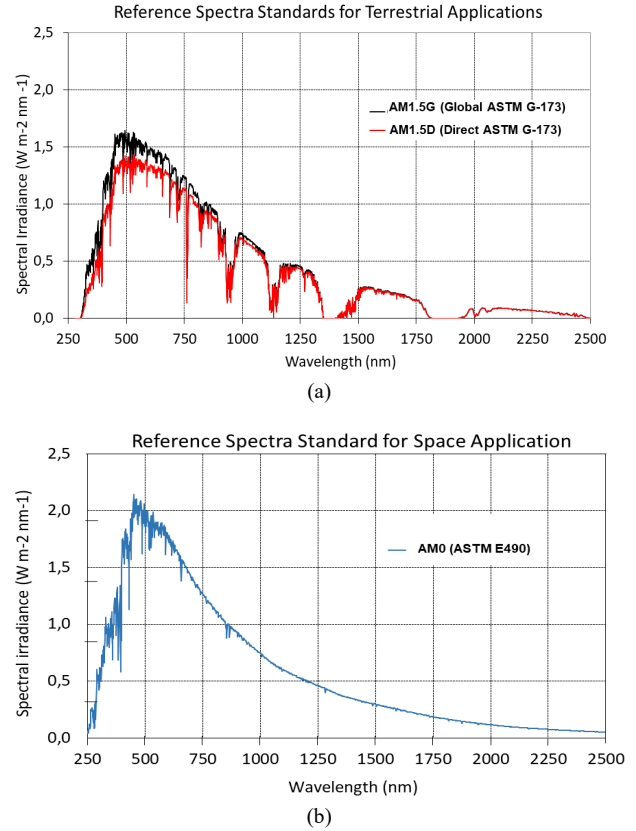 Reference Spectra Standards for Terrestrial Applications
2,5
2,0
1,5
1,0
0,5
0,0
Spectral Irradiance (W m-2 nm -1)
AM1.5G (Global ASTM G-173)
AM1.5D (Direct ASTM G-173)
250 500 750 1000 1250 1500 1750 2000 2250 2500
Wavelength (nm)
(a)
Reference Spectra Standard for Space Application
2,5
2,0
1,5
1,0
0,5
0,0
Spectral irradiance (W m-2 nm-1)
AM0 (ASTM E490)
250 500 750 1000 1250 1500 1750 2000 2250 2500
Wavelength (nm)
(b)